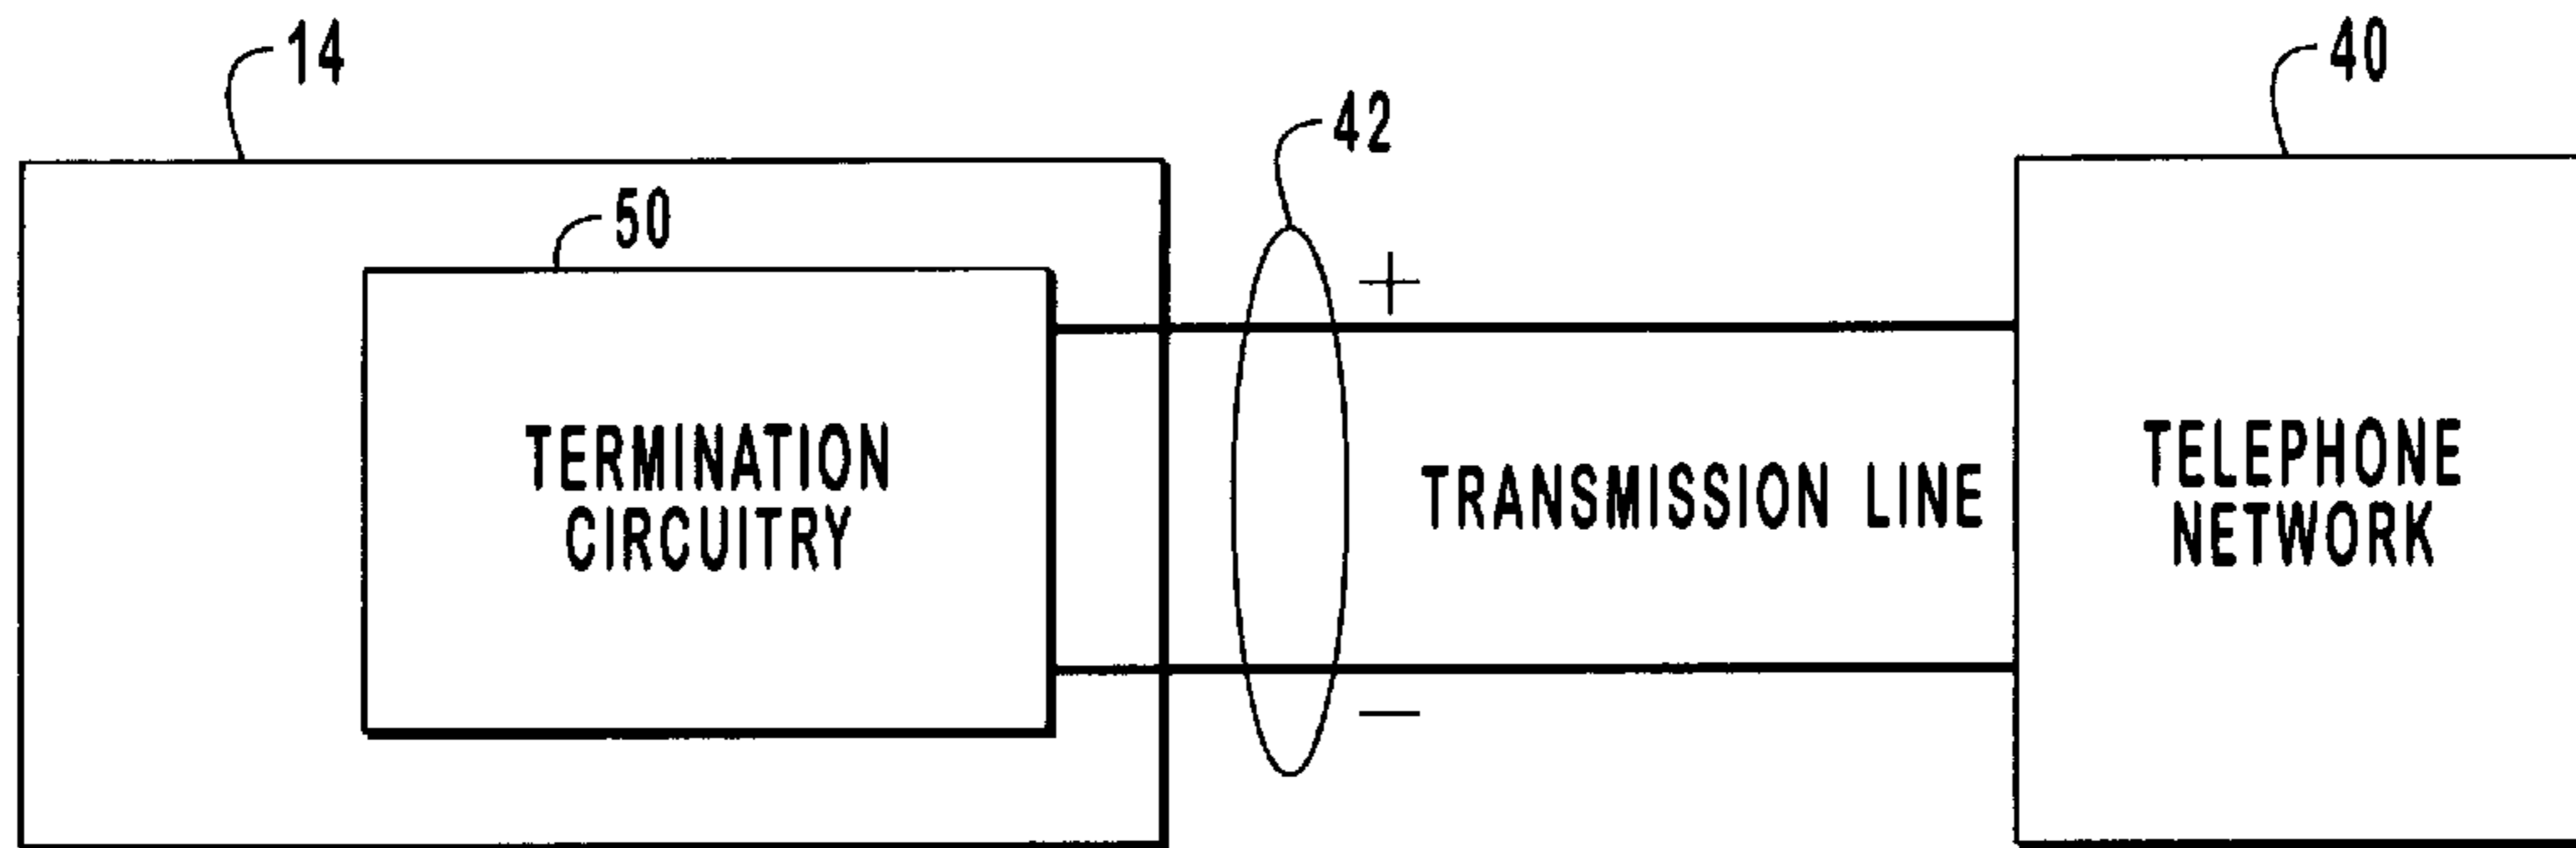 14
40
42
50
+
TERMINATION
CIRCUITRY
TRANSMISSION LINE
TELEPHONE
NETWORK
—